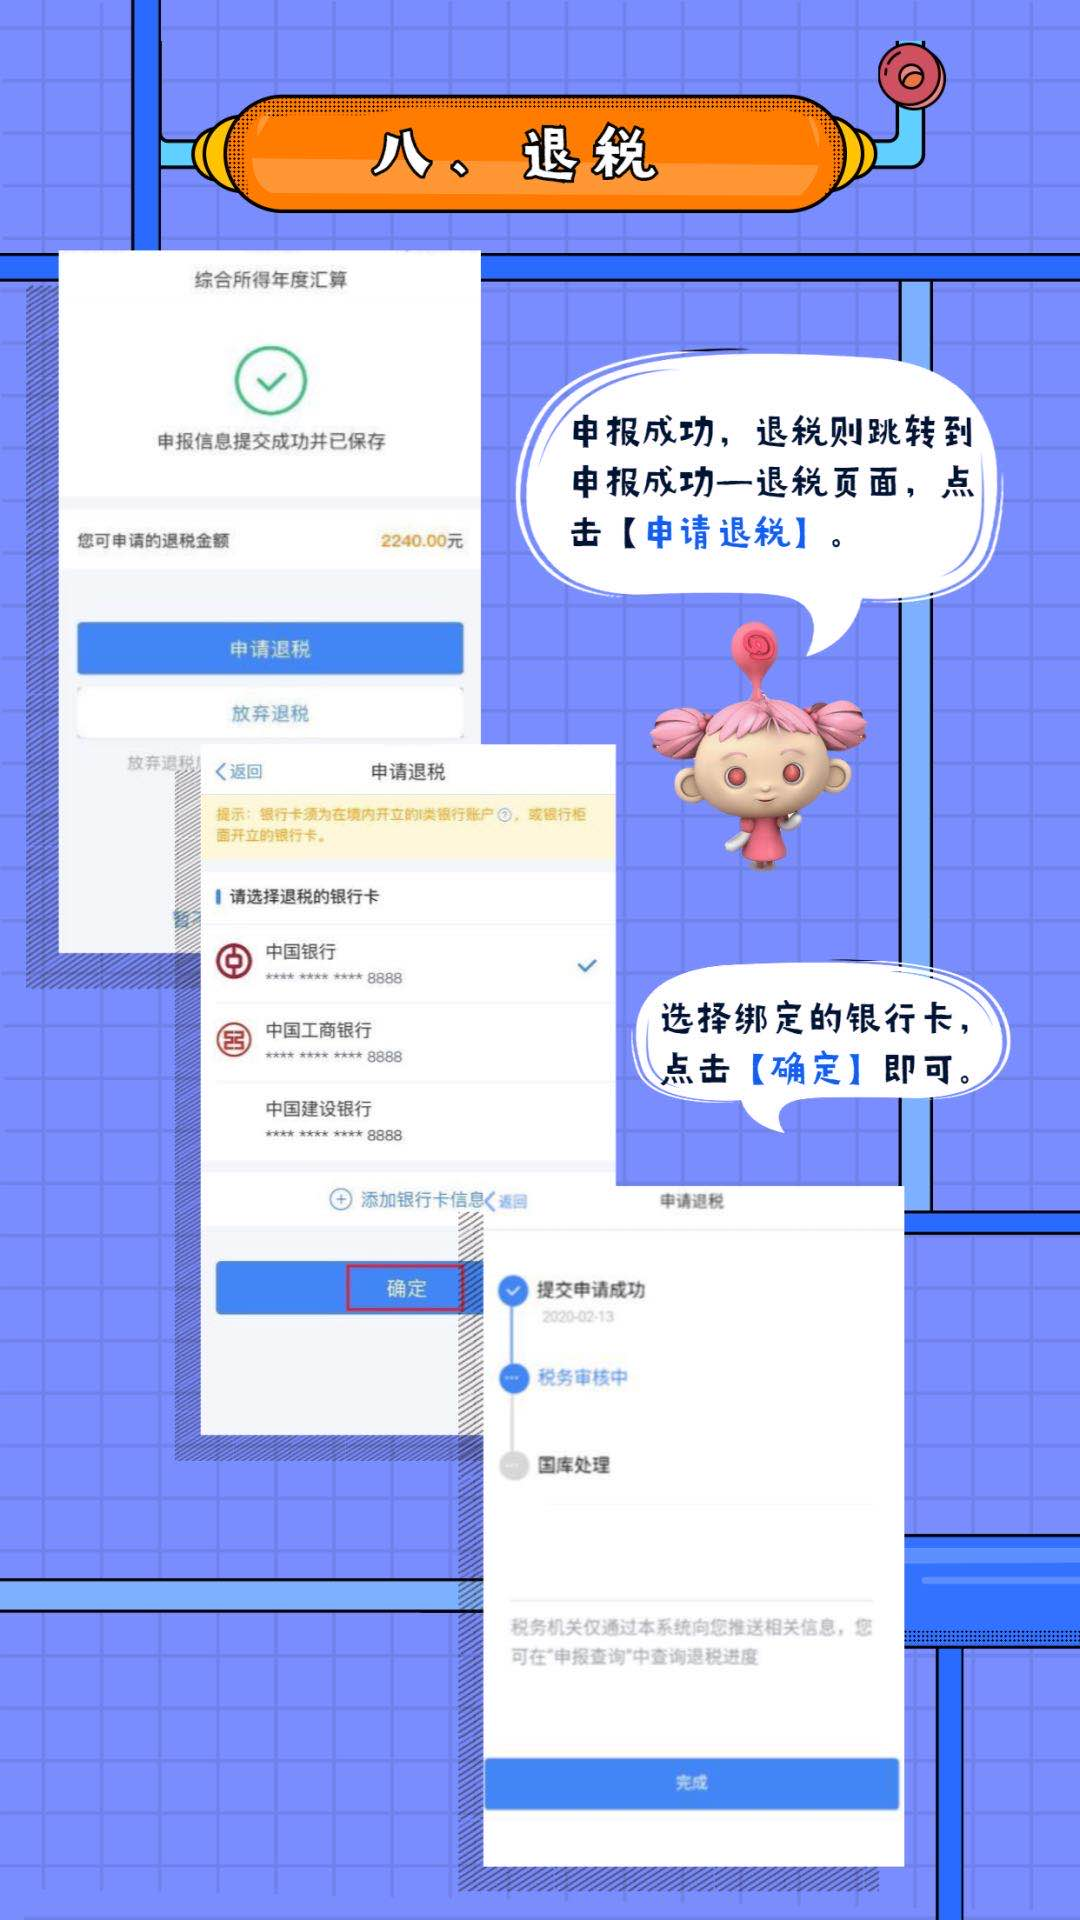 八、退税
综合所得年度汇算
申报信息提交成功并已保存
您可申请的退税金额 2240.00元
申请退税
放弃退税
放弃退税
申报成功，退税则跳转到
申报成功—退税页面，点
击【申请退税】。
返回 申请退税
提示：银行卡须为在境内开立的I类银行账户?，或银行柜
面开立的银行卡。
请选择退税的银行卡
中国银行
**** **** **** 8888
中国工商银行
**** **** **** 8888
中国建设银行
**** **** **** 8888
添加银行卡信息
确定
选择绑定的银行卡，
点击【确定】即可。
返回 申请退税
提交申请成功
2020-02-13
税务审核中
国库处理
税务机关仅通过本系统向您推送相关信息，您
可在"申报查询"中查询退税进度
完成